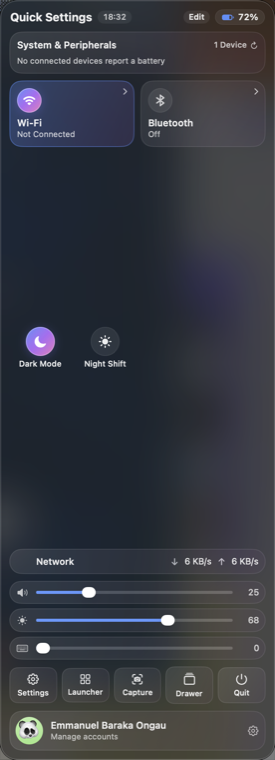 Quick Settings 18:32 Edit 72%
System & Peripherals 1 Device
No connected devices report a battery
Wi-Fi
Not Connected
Bluetooth
Off
Dark Mode Night Shift
Network ↓ 6 KB/s ↑ 6 KB/s
25
68
0
Settings Launcher Capture Drawer Quit
Emmanuel Baraka Ongau
Manage accounts